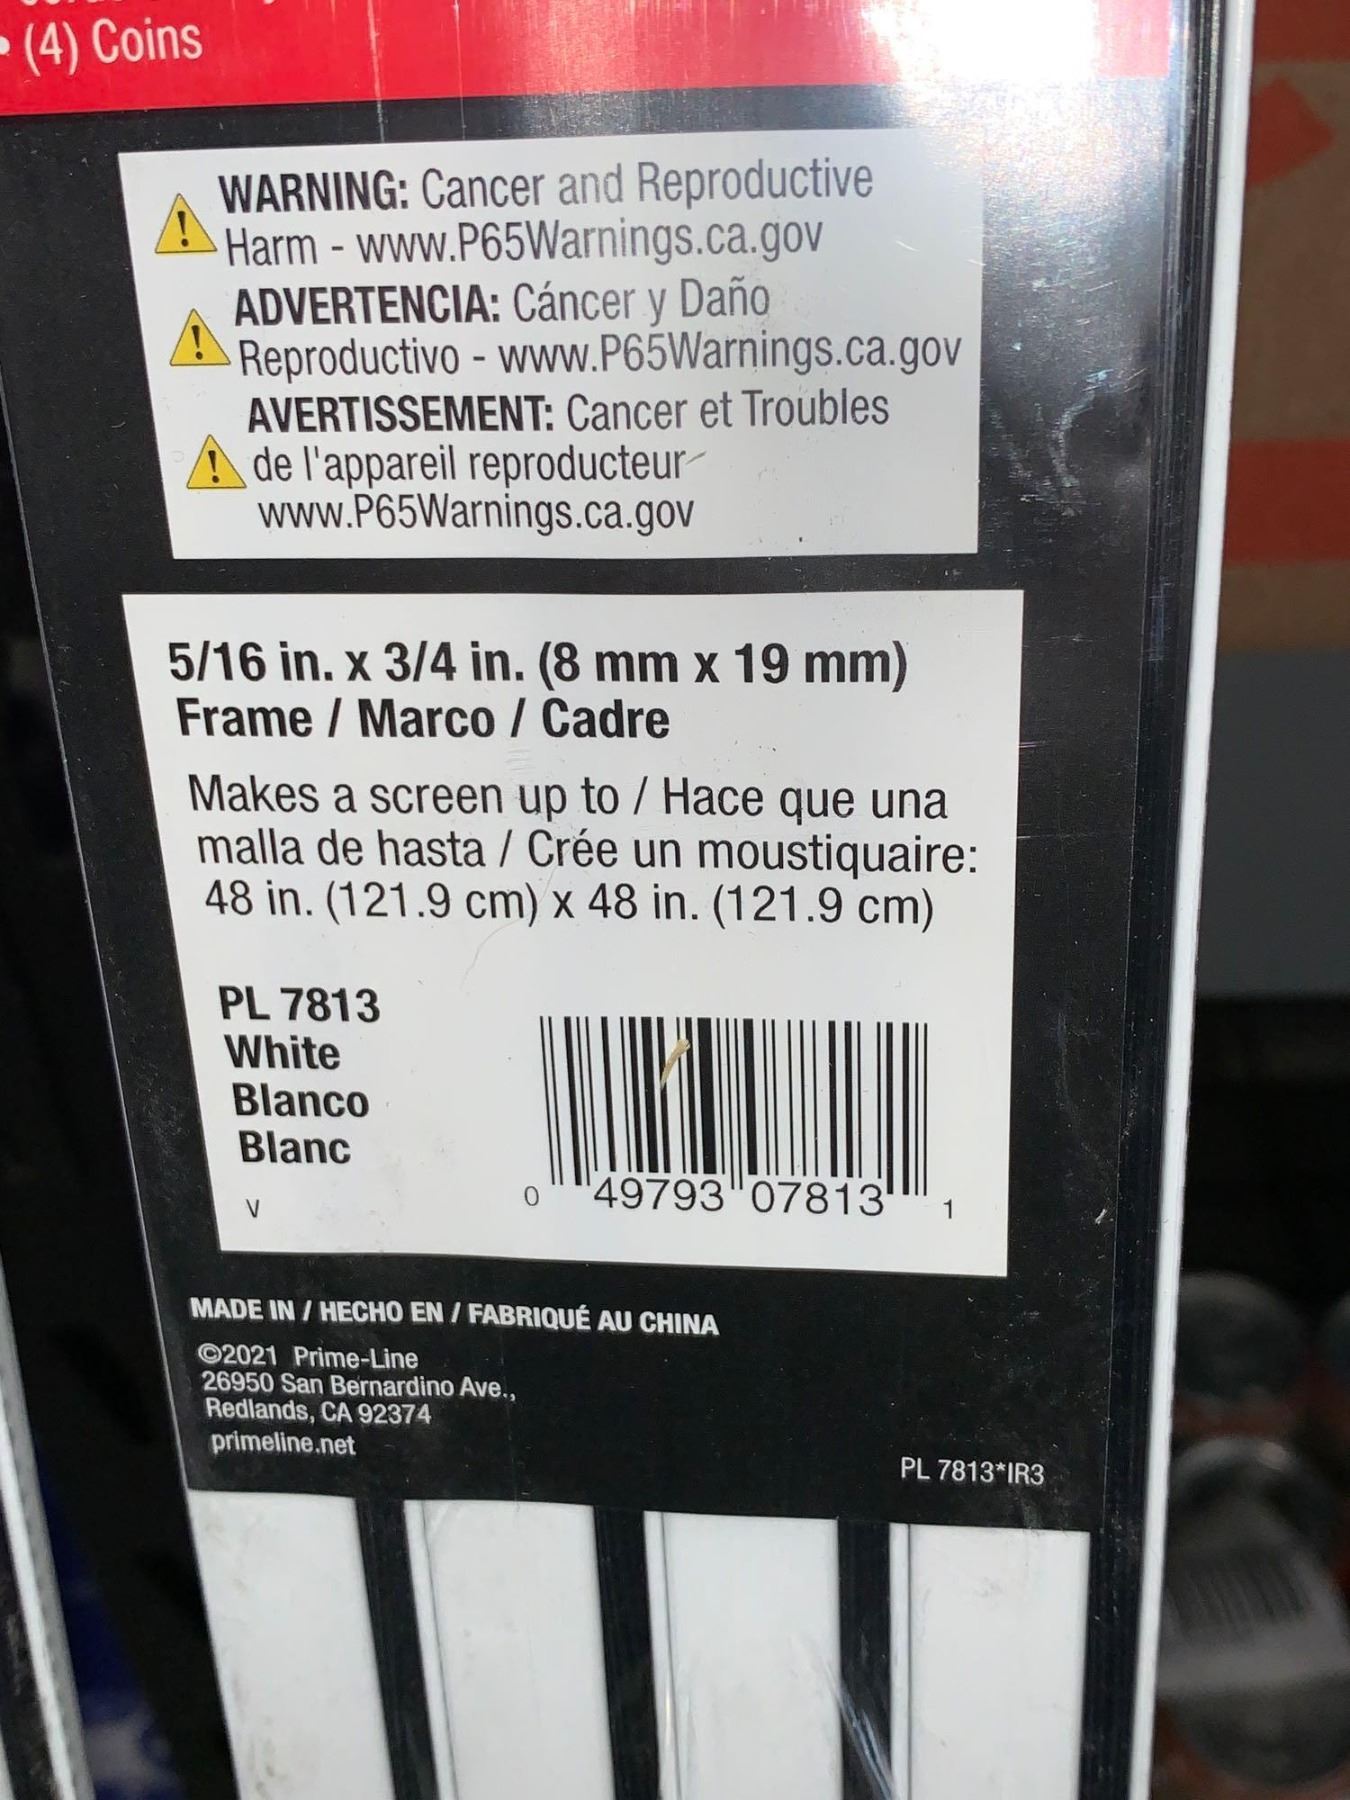 • (4) Coins
WARNING: Cancer and Reproductive
Harm - www.P65Warnings.ca.gov
ADVERTENCIA: Cáncer y Daño
Reproductivo - www.P65Warnings.ca.gov
AVERTISSEMENT: Cancer et Troubles
de l'appareil reproducteur-
www.P65Warnings.ca.gov
5/16 in. x 3/4 in. (8 mm x 19 mm)
Frame / Marco / Cadre
Makes a screen up to / Hace que una
malla de hasta / Crée un moustiquaire:
48 in. (121.9 cm) x 48 in. (121.9 cm)
PL 7813
White
Blanco
Blanc
V
0 49793 07813 1
MADE IN / HECHO EN / FABRIQUÉ AU CHINA
©2021 Prime-Line
26950 San Bernardino Ave.,
Redlands, CA 92374
primeline.net
PL 7813*IR3